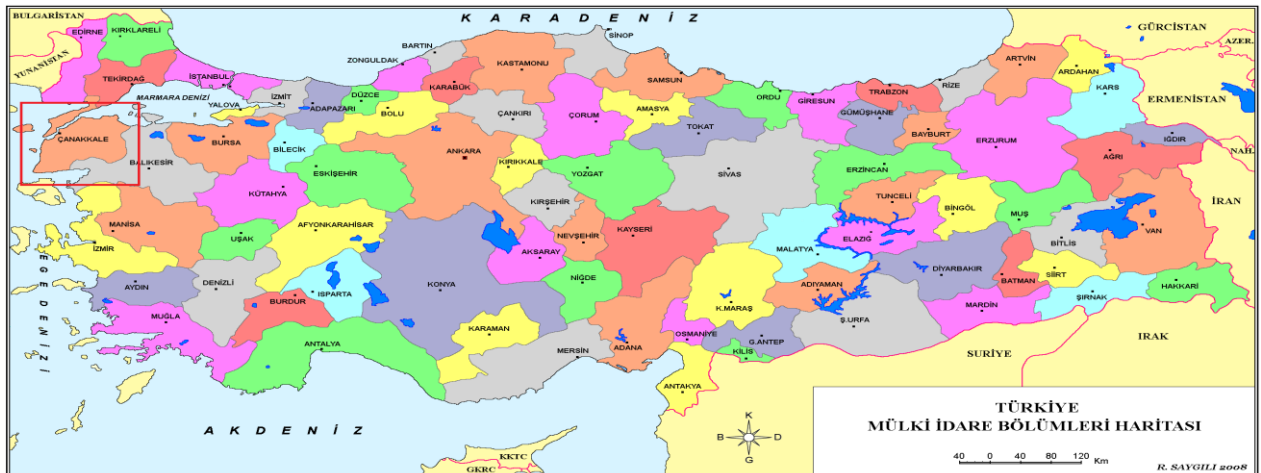 KARADENİZ
BULGARİSTAN
YUNANİSTAN
GÜRCİSTAN
AZER.
ERMENİSTAN
NAH.
İRAN
IRAK
SURİYE
EDİRNE
KIRKLARELİ
TEKİRDAĞ
İSTANBUL
MARMARA DENİZİ
YALOVA
İZMİT
ADAPAZARI
DÜZCE
BOLU
ZONGULDAK
BARTIN
KARABÜK
KASTAMONU
SİNOP
SAMSUN
ORDU
GİRESUN
TRABZON
RİZE
ARTVİN
ARDAHAN
KARS
ÇANAKKALE
BALIKESİR
BURSA
BİLECİK
ESKİŞEHİR
ANKARA
ÇANKIRI
ÇORUM
AMASYA
TOKAT
GÜMÜŞHANE
BAYBURT
ERZURUM
IĞDIR
AĞRI
KÜTAHYA
KIRIKKALE
YOZGAT
SİVAS
ERZİNCAN
TUNCELİ
BİNGÖL
MUŞ
KIRŞEHİR
MANİSA
İZMİR
UŞAK
AFYONKARAHİSAR
NEVŞEHİR
AKSARAY
KAYSERİ
MALATYA
ELAZIĞ
BİTLİS
VAN
AYDIN
DENİZLİ
BURDUR
ISPARTA
KONYA
NİĞDE
K.MARAŞ
ADIYAMAN
DİYARBAKIR
BATMAN
SİİRT
ŞIRNAK
HAKKARİ
MUĞLA
ANTALYA
KARAMAN
MERSİN
ADANA
OSMANİYE
G.ANTEP
KİLİS
Ş.URFA
MARDİN
ANTAKYA
EGE DENİZİ
AKDENİZ
KKTC
GKRC
K
B
D
G
TÜRKİYE
MÜLKİ İDARE BÖLÜMLERİ HARİTASI
40 0 40 80 120 Km
R. SAYGILI 2008